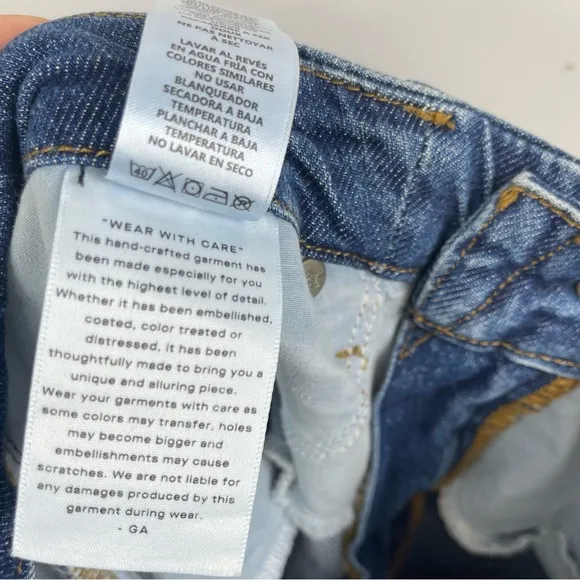 NE PAS NETTOYER
À SEC
LAVAR AL REVÉS
EN AGUA FRÍA CON
COLORES SIMILARES
NO USAR
BLANQUEADOR
SECADORA A BAJA
TEMPERATURA
PLANCHAR A BAJA
TEMPERATURA
NO LAVAR EN SECO
40
"WEAR WITH CARE"
This hand-crafted garment has
been made especially for you
with the highest level of detail.
Whether it has been embellished,
coated, color treated or
distressed, it has been
thoughtfully made to bring you a
unique and alluring piece.
Wear your garments with care as
some colors may transfer, holes
may become bigger and
embellishments may cause
scratches. We are not liable for
any damages produced by this
garment during wear.
- GA